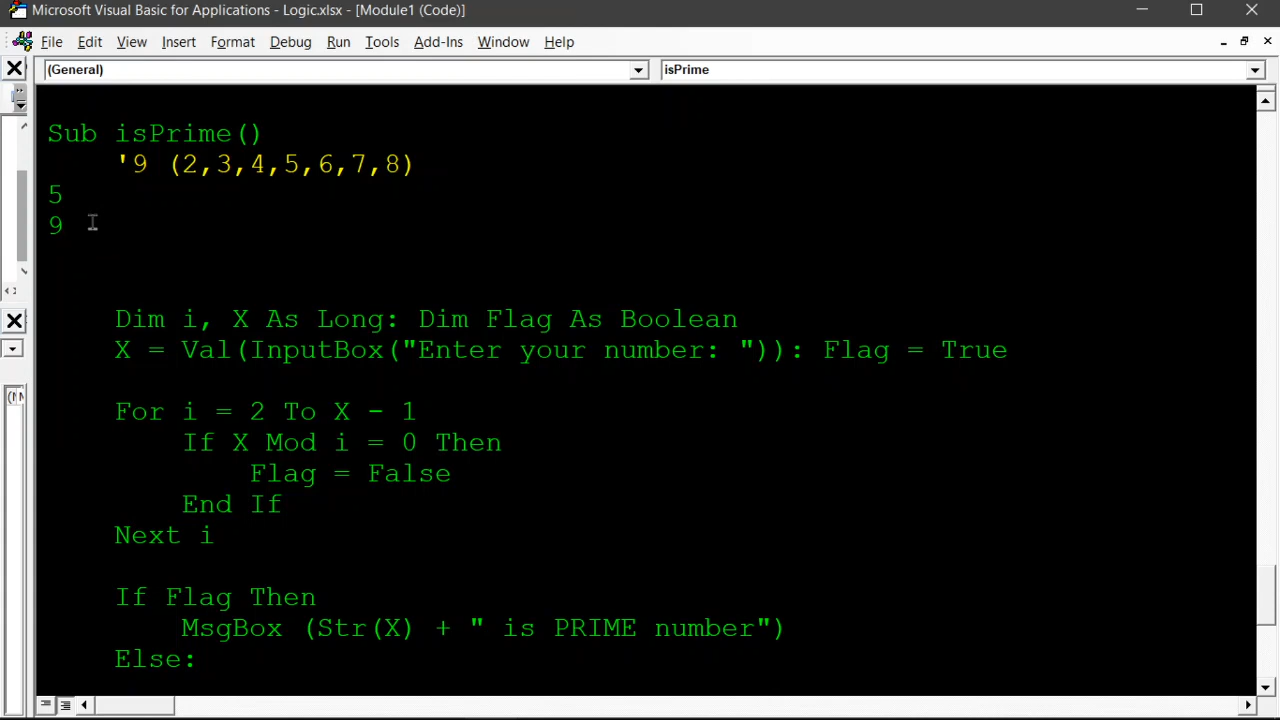 Microsoft Visual Basic for Applications - Logic.xlsx - [Module1 (Code)]
File Edit View Insert Format Debug Run Tools Add-Ins Window Help
(General) isPrime
Sub isPrime()
'9 (2,3,4,5,6,7,8)
5
9
Dim i, X As Long: Dim Flag As Boolean
X = Val(InputBox("Enter your number: ")): Flag = True
For i = 2 To X - 1
If X Mod i = 0 Then
Flag = False
End If
Next i
If Flag Then
MsgBox (Str(X) + " is PRIME number")
Else: